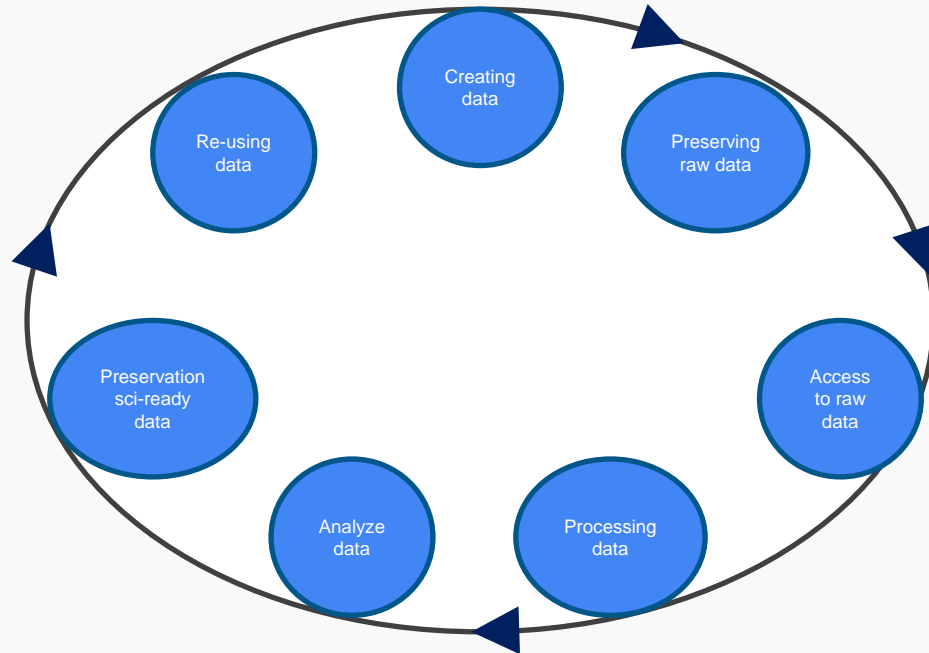 Creating
data
Preserving
raw data
Access
to raw
data
Processing
data
Analyze
data
Preservation
sci-ready
data
Re-using
data